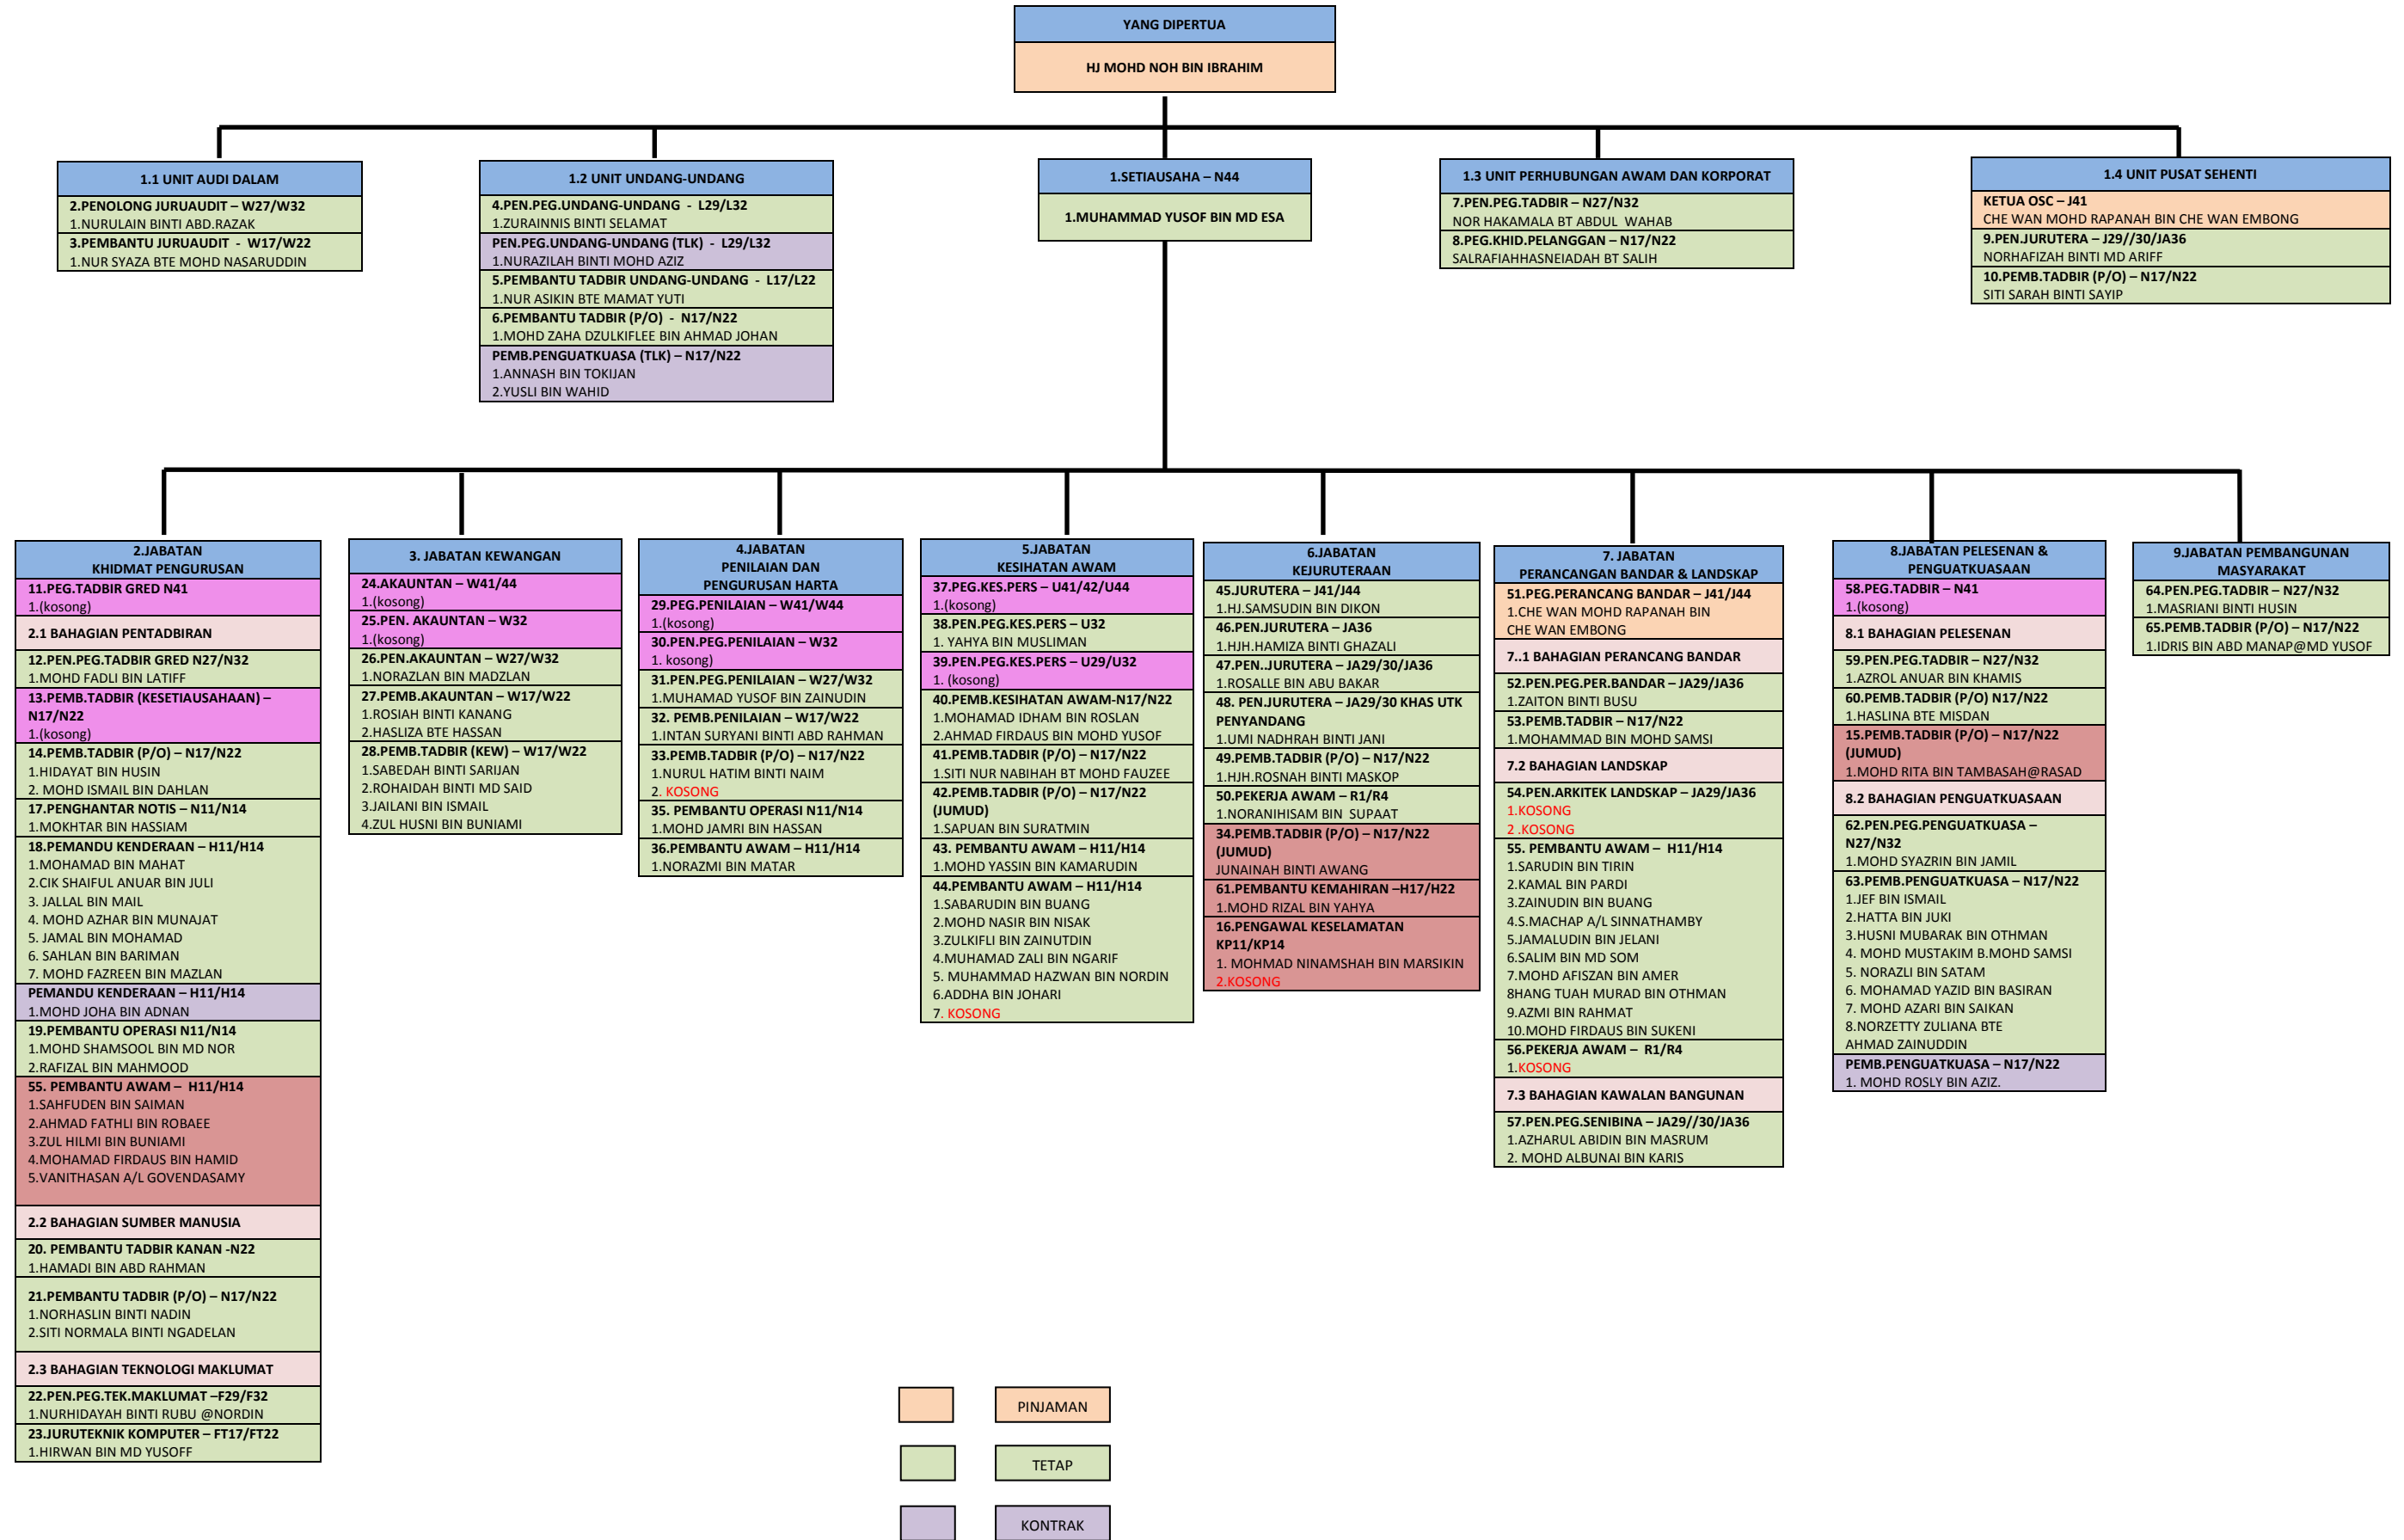 YANG DIPERTUA
HJ MOHD NOH BIN IBRAHIM
1.1 UNIT AUDI DALAM
2.PENOLONG JURUAUDIT – W27/W32
1.NURULAIN BINTI ABD.RAZAK
3.PEMBANTU JURUAUDIT - W17/W22
1.NUR SYAZA BTE MOHD NASARUDDIN
1.2 UNIT UNDANG-UNDANG
4.PEN.PEG.UNDANG-UNDANG - L29/L32
1.ZURAINNIS BINTI SELAMAT
PEN.PEG.UNDANG-UNDANG (TLK) - L29/L32
1.NURAZILAH BINTI MOHD AZIZ
5.PEMBANTU TADBIR UNDANG-UNDANG - L17/L22
1.NUR ASIKIN BTE MAMAT YUTI
6.PEMBANTU TADBIR (P/O) - N17/N22
1.MOHD ZAHA DZULKIFLEE BIN AHMAD JOHAN
PEMB.PENGUATKUASA (TLK) – N17/N22
1.ANNASH BIN TOKIJAN
2.YUSLI BIN WAHID
1.SETIAUSAHA – N44
1.MUHAMMAD YUSOF BIN MD ESA
1.3 UNIT PERHUBUNGAN AWAM DAN KORPORAT
7.PEN.PEG.TADBIR – N27/N32
NOR HAKAMALA BT ABDUL WAHAB
8.PEG.KHID.PELANGGAN – N17/N22
SALRAFIAHHASNEIADAH BT SALIH
1.4 UNIT PUSAT SEHENTI
KETUA OSC – J41
CHE WAN MOHD RAPANAH BIN CHE WAN EMBONG
9.PEN.JURUTERA – J29//30/JA36
NORHAFIZAH BINTI MD ARIFF
10.PEMB.TADBIR (P/O) – N17/N22
SITI SARAH BINTI SAYIP
2.JABATAN
KHIDMAT PENGURUSAN
11.PEG.TADBIR GRED N41
1.(kosong)
2.1 BAHAGIAN PENTADBIRAN
12.PEN.PEG.TADBIR GRED N27/N32
1.MOHD FADLI BIN LATIFF
13.PEMB.TADBIR (KESETIAUSAHAAN) –
N17/N22
1.(kosong)
14.PEMB.TADBIR (P/O) – N17/N22
1.HIDAYAT BIN HUSIN
2. MOHD ISMAIL BIN DAHLAN
17.PENGHANTAR NOTIS – N11/N14
1.MOKHTAR BIN HASSIAM
18.PEMANDU KENDERAAN – H11/H14
1.MOHAMAD BIN MAHAT
2.CIK SHAIFUL ANUAR BIN JULI
3. JALLAL BIN MAIL
4. MOHD AZHAR BIN MUNAJAT
5. JAMAL BIN MOHAMAD
6. SAHLAN BIN BARIMAN
7. MOHD FAZREEN BIN MAZLAN
PEMANDU KENDERAAN – H11/H14
1.MOHD JOHA BIN ADNAN
19.PEMBANTU OPERASI N11/N14
1.MOHD SHAMSOOL BIN MD NOR
2.RAFIZAL BIN MAHMOOD
55. PEMBANTU AWAM – H11/H14
1.SAHFUDEN BIN SAIMAN
2.AHMAD FATHLI BIN ROBAEE
3.ZUL HILMI BIN BUNIAMI
4.MOHAMAD FIRDAUS BIN HAMID
5.VANITHASAN A/L GOVENDASAMY
2.2 BAHAGIAN SUMBER MANUSIA
20. PEMBANTU TADBIR KANAN -N22
1.HAMADI BIN ABD RAHMAN
21.PEMBANTU TADBIR (P/O) – N17/N22
1.NORHASLIN BINTI NADIN
2.SITI NORMALA BINTI NGADELAN
2.3 BAHAGIAN TEKNOLOGI MAKLUMAT
22.PEN.PEG.TEK.MAKLUMAT –F29/F32
1.NURHIDAYAH BINTI RUBU @NORDIN
23.JURUTEKNIK KOMPUTER – FT17/FT22
1.HIRWAN BIN MD YUSOFF
3. JABATAN KEWANGAN
24.AKAUNTAN – W41/44
1.(kosong)
25.PEN. AKAUNTAN – W32
1.(kosong)
26.PEN.AKAUNTAN – W27/W32
1.NORAZLAN BIN MADZLAN
27.PEMB.AKAUNTAN – W17/W22
1.ROSIAH BINTI KANANG
2.HASLIZA BTE HASSAN
28.PEMB.TADBIR (KEW) – W17/W22
1.SABEDAH BINTI SARIJAN
2.ROHAIDAH BINTI MD SAID
3.JAILANI BIN ISMAIL
4.ZUL HUSNI BIN BUNIAMI
4.JABATAN
PENILAIAN DAN
PENGURUSAN HARTA
29.PEG.PENILAIAN – W41/W44
1.(kosong)
30.PEN.PEG.PENILAIAN – W32
1. kosong)
31.PEN.PEG.PENILAIAN – W27/W32
1.MUHAMAD YUSOF BIN ZAINUDIN
32. PEMB.PENILAIAN – W17/W22
1.INTAN SURYANI BINTI ABD RAHMAN
33.PEMB.TADBIR (P/O) – N17/N22
1.NURUL HATIM BINTI NAIM
2. KOSONG
35. PEMBANTU OPERASI N11/N14
1.MOHD JAMRI BIN HASSAN
36.PEMBANTU AWAM – H11/H14
1.NORAZMI BIN MATAR
5.JABATAN
KESIHATAN AWAM
37.PEG.KES.PERS – U41/42/U44
1.(kosong)
38.PEN.PEG.KES.PERS – U32
1. YAHYA BIN MUSLIMAN
39.PEN.PEG.KES.PERS – U29/U32
1. (kosong)
40.PEMB.KESIHATAN AWAM-N17/N22
1.MOHAMAD IDHAM BIN ROSLAN
2.AHMAD FIRDAUS BIN MOHD YUSOF
41.PEMB.TADBIR (P/O) – N17/N22
1.SITI NUR NABIHAH BT MOHD FAUZEE
42.PEMB.TADBIR (P/O) – N17/N22
(JUMUD)
1.SAPUAN BIN SURATMIN
43. PEMBANTU AWAM – H11/H14
1.MOHD YASSIN BIN KAMARUDIN
44.PEMBANTU AWAM – H11/H14
1.SABARUDIN BIN BUANG
2.MOHD NASIR BIN NISAK
3.ZULKIFLI BIN ZAINUTDIN
4.MUHAMAD ZALI BIN NGARIF
5. MUHAMMAD HAZWAN BIN NORDIN
6.ADDHA BIN JOHARI
7. KOSONG
6.JABATAN
KEJURUTERAAN
45.JURUTERA – J41/J44
1.HJ.SAMSUDIN BIN DIKON
46.PEN.JURUTERA – JA36
1.HJH.HAMIZA BINTI GHAZALI
47.PEN..JURUTERA – JA29/30/JA36
1.ROSALLE BIN ABU BAKAR
48. PEN.JURUTERA – JA29/30 KHAS UTK
PENYANDANG
1.UMI NADHRAH BINTI JANI
49.PEMB.TADBIR (P/O) – N17/N22
1.HJH.ROSNAH BINTI MASKOP
50.PEKERJA AWAM – R1/R4
1.NORANIHISAM BIN SUPAAT
34.PEMB.TADBIR (P/O) – N17/N22
(JUMUD)
JUNAINAH BINTI AWANG
61.PEMBANTU KEMAHIRAN –H17/H22
1.MOHD RIZAL BIN YAHYA
16.PENGAWAL KESELAMATAN
KP11/KP14
1. MOHMAD NINAMSHAH BIN MARSIKIN
2.KOSONG
7. JABATAN
PERANCANGAN BANDAR & LANDSKAP
51.PEG.PERANCANG BANDAR – J41/J44
1.CHE WAN MOHD RAPANAH BIN
CHE WAN EMBONG
7..1 BAHAGIAN PERANCANG BANDAR
52.PEN.PEG.PER.BANDAR – JA29/JA36
1.ZAITON BINTI BUSU
53.PEMB.TADBIR – N17/N22
1.MOHAMMAD BIN MOHD SAMSI
7.2 BAHAGIAN LANDSKAP
54.PEN.ARKITEK LANDSKAP – JA29/JA36
1.KOSONG
2 .KOSONG
55. PEMBANTU AWAM – H11/H14
1.SARUDIN BIN TIRIN
2.KAMAL BIN PARDI
3.ZAINUDIN BIN BUANG
4.S.MACHAP A/L SINNATHAMBY
5.JAMALUDIN BIN JELANI
6.SALIM BIN MD SOM
7.MOHD AFISZAN BIN AMER
8HANG TUAH MURAD BIN OTHMAN
9.AZMI BIN RAHMAT
10.MOHD FIRDAUS BIN SUKENI
56.PEKERJA AWAM – R1/R4
1.KOSONG
7.3 BAHAGIAN KAWALAN BANGUNAN
57.PEN.PEG.SENIBINA – JA29//30/JA36
1.AZHARUL ABIDIN BIN MASRUM
2. MOHD ALBUNAI BIN KARIS
8.JABATAN PELESENAN &
PENGUATKUASAAN
58.PEG.TADBIR – N41
1.(kosong)
8.1 BAHAGIAN PELESENAN
59.PEN.PEG.TADBIR – N27/N32
1.AZROL ANUAR BIN KHAMIS
60.PEMB.TADBIR (P/O) N17/N22
1.HASLINA BTE MISDAN
15.PEMB.TADBIR (P/O) – N17/N22
(JUMUD)
1.MOHD RITA BIN TAMBASAH@RASAD
8.2 BAHAGIAN PENGUATKUASAAN
62.PEN.PEG.PENGUATKUASA –
N27/N32
1.MOHD SYAZRIN BIN JAMIL
63.PEMB.PENGUATKUASA – N17/N22
1.JEF BIN ISMAIL
2.HATTA BIN JUKI
3.HUSNI MUBARAK BIN OTHMAN
4. MOHD MUSTAKIM B.MOHD SAMSI
5. NORAZLI BIN SATAM
6. MOHAMAD YAZID BIN BASIRAN
7. MOHD AZARI BIN SAIKAN
8.NORZETTY ZULIANA BTE
AHMAD ZAINUDDIN
PEMB.PENGUATKUASA – N17/N22
1. MOHD ROSLY BIN AZIZ.
9.JABATAN PEMBANGUNAN
MASYARAKAT
64.PEN.PEG.TADBIR – N27/N32
1.MASRIANI BINTI HUSIN
65.PEMB.TADBIR (P/O) – N17/N22
1.IDRIS BIN ABD MANAP@MD YUSOF
PINJAMAN
TETAP
KONTRAK